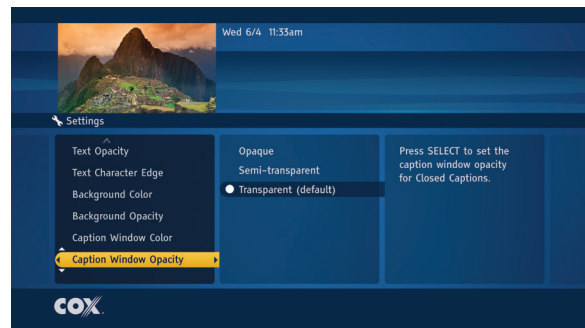 Wed 6/4 11:33am
Settings
Text Opacity
Text Character Edge
Background Color
Background Opacity
Caption Window Color
Caption Window Opacity
Opaque
Semi-transparent
Transparent (default)
Press SELECT to set the
caption window opacity
for Closed Captions.
COX